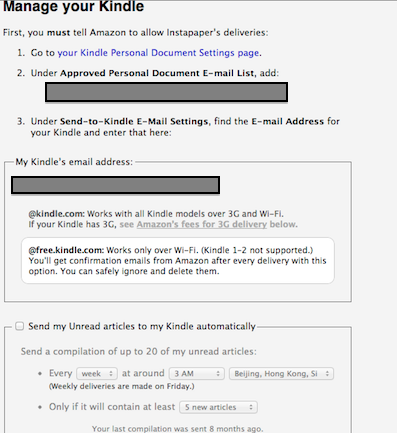 Manage your Kindle
First, you must tell Amazon to allow Instapaper's deliveries:
1. Go to your Kindle Personal Document Settings page.
2. Under Approved Personal Document E-mail List, add:
3. Under Send-to-Kindle E-Mail Settings, find the E-mail Address for
your Kindle and enter that here:
My Kindle's email address:
@kindle.com: Works with all Kindle models over 3G and Wi-Fi.
If your Kindle has 3G, see Amazon's fees for 3G delivery below.
@free.kindle.com: Works only over Wi-Fi. (Kindle 1-2 not supported.)
You'll get confirmation emails from Amazon after every delivery with this
option. You can safely ignore and delete them.
Send my Unread articles to my Kindle automatically
Send a compilation of up to 20 of my unread articles:
• Every week at around 3 AM Beijing, Hong Kong, Si
(Weekly deliveries are made on Friday.)
• Only if it will contain at least 5 new articles
Your last compilation was sent 8 months ago.